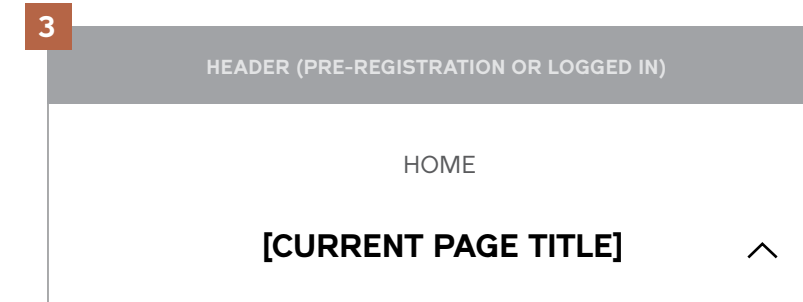 3
HEADER (PRE-REGISTRATION OR LOGGED IN)
HOME
[CURRENT PAGE TITLE]